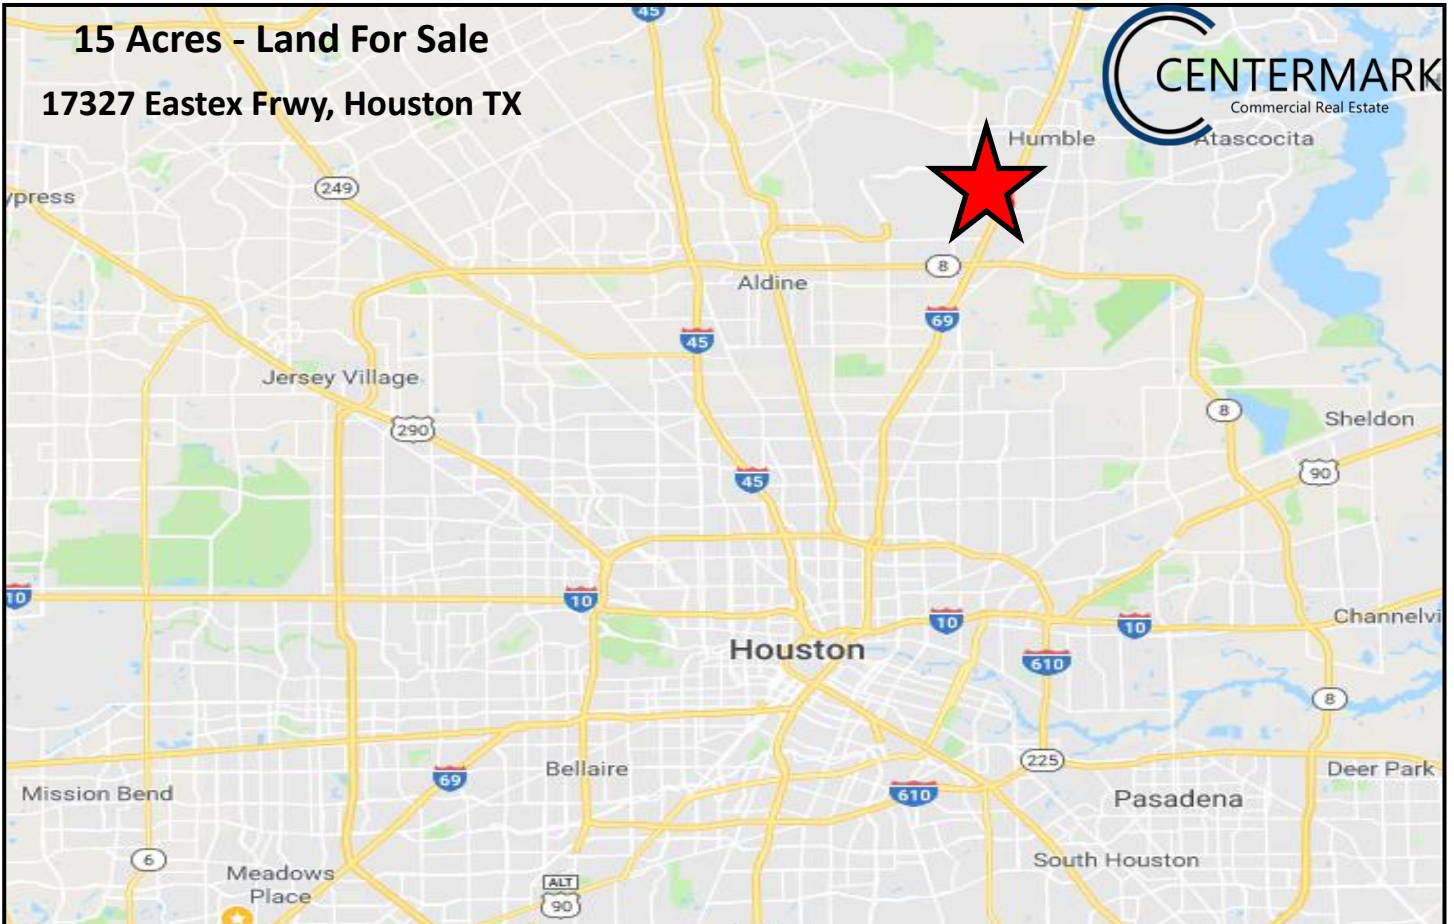 45
15 Acres - Land For Sale
17327 Eastex Frwy, Houston TX
CENTERMARK
Commercial Real Estate
Humble
Atascocita
249
ypress
8
Aldine
69
45
Jersey Village
290
8
Sheldon
90
45
10
10
10
10
Channelvi
Houston
610
8
225
Bellaire
69
Deer Park
Mission Bend
610
Pasadena
6
South Houston
Meadows
Place
ALT
90